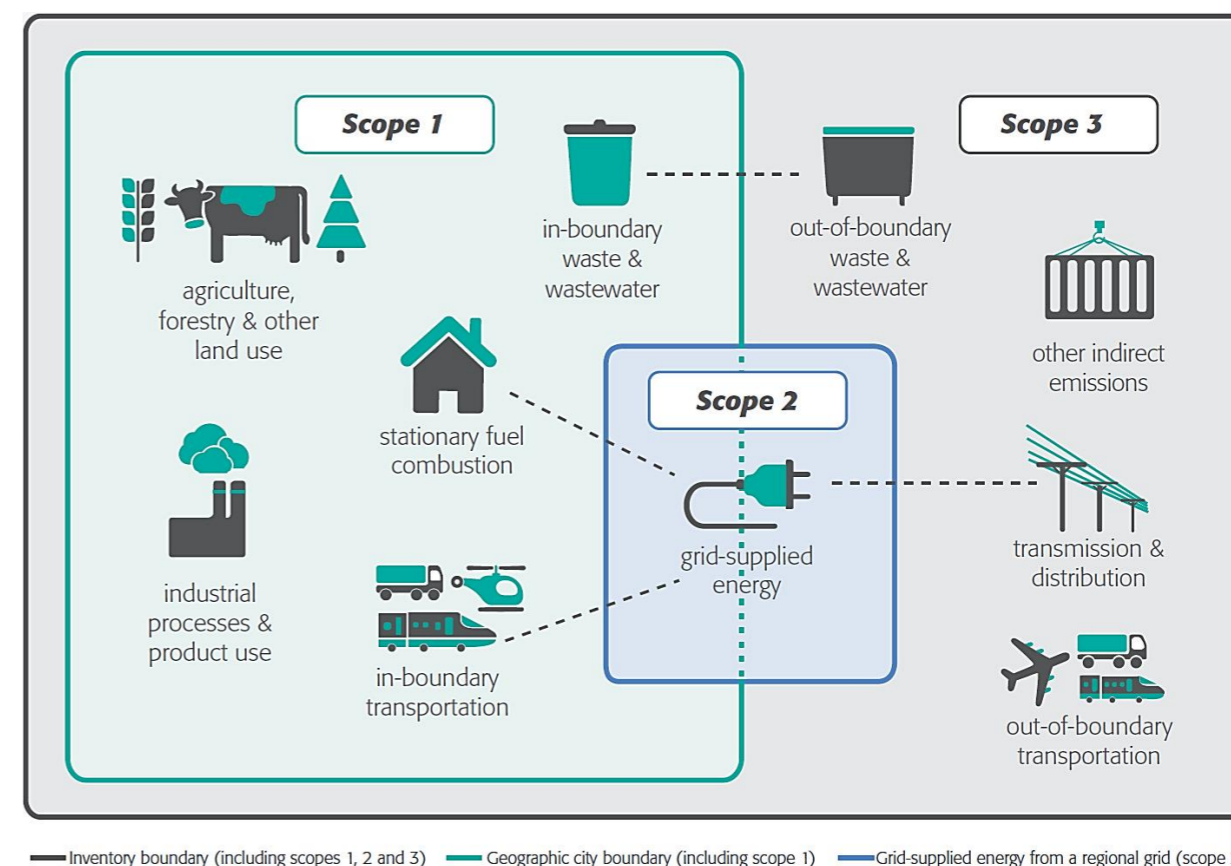 Scope 1
Scope 3
in-boundary
waste &
wastewater
out-of-boundary
waste &
wastewater
agriculture,
forestry & other
land use
other indirect
emissions
Scope 2
stationary fuel
combustion
grid-supplied
energy
transmission &
distribution
industrial
processes &
product use
in-boundary
transportation
out-of-boundary
transportation
Inventory boundary (including scopes 1, 2 and 3) Geographic city boundary (including scope 1) Grid-supplied energy from a regional grid (scope